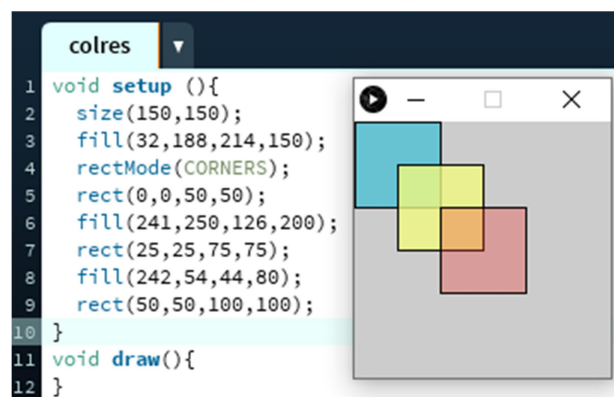 colres
1 void setup (){
2 size(150,150);
3 fill(32,188,214,150);
4 rectMode(CORNERS);
5 rect(0,0,50,50);
6 fill(241,250,126,200);
7 rect(25,25,75,75);
8 fill(242,54,44,80);
9 rect(50,50,100,100);
10 }
11 void draw(){
12 }